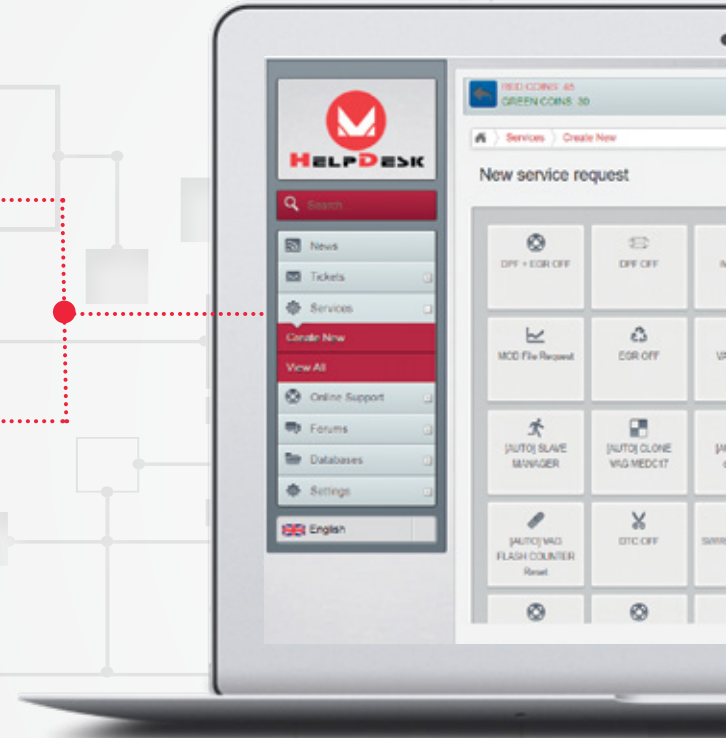 HELPDESK
Search
News
Tickets
Services
Create New
View All
Online Support
Forums
Databases
Settings
English
RED COINS: 45
GREEN COINS: 30
Services
Create New
New service request
DPF + EGR OFF
DPF OFF
MOD File Request
EGR OFF
[AUTO] SLAVE
MANAGER
[AUTO] CLONE
VAG MEDC17
[AUTO] VAG
FLASH COUNTER
Reset
DTC OFF